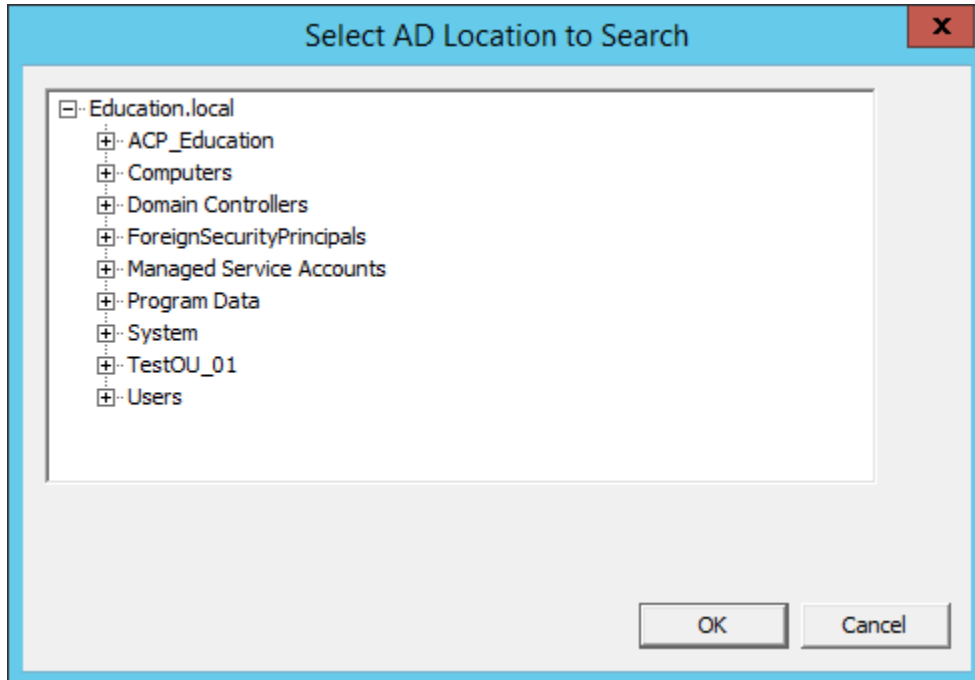 Select AD Location to Search
x
Education.local
ACP_Education
Computers
Domain Controllers
ForeignSecurityPrincipals
Managed Service Accounts
Program Data
System
TestOU_01
Users
OK Cancel